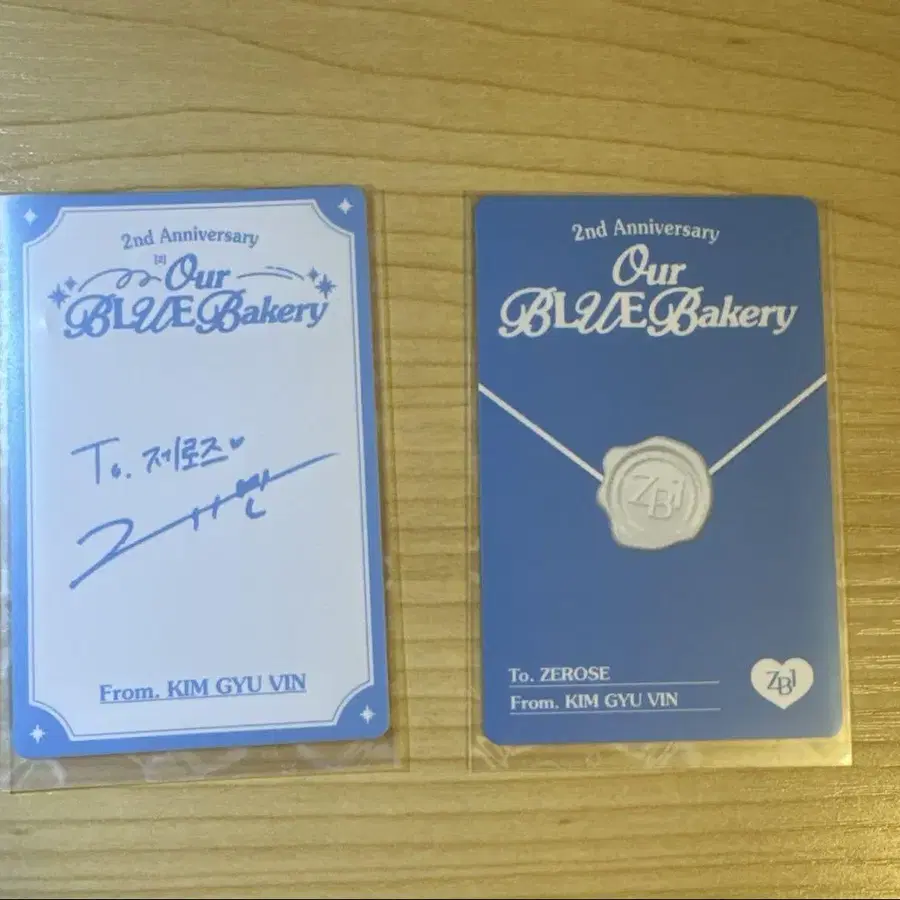 2nd Anniversary
Our
BLUE Bakery
To. 제로즈♥
From. KIM GYU VIN
2nd Anniversary
Our
BLUE Bakery
ZB1
To. ZEROSE
From. KIM GYU VIN
ZB1